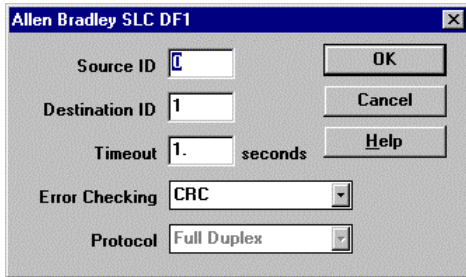 Allen Bradley SLC DF1
Source ID 0 OK
Destination ID 1 Cancel
Timeout 1. seconds Help
Error Checking CRC
Protocol Full Duplex